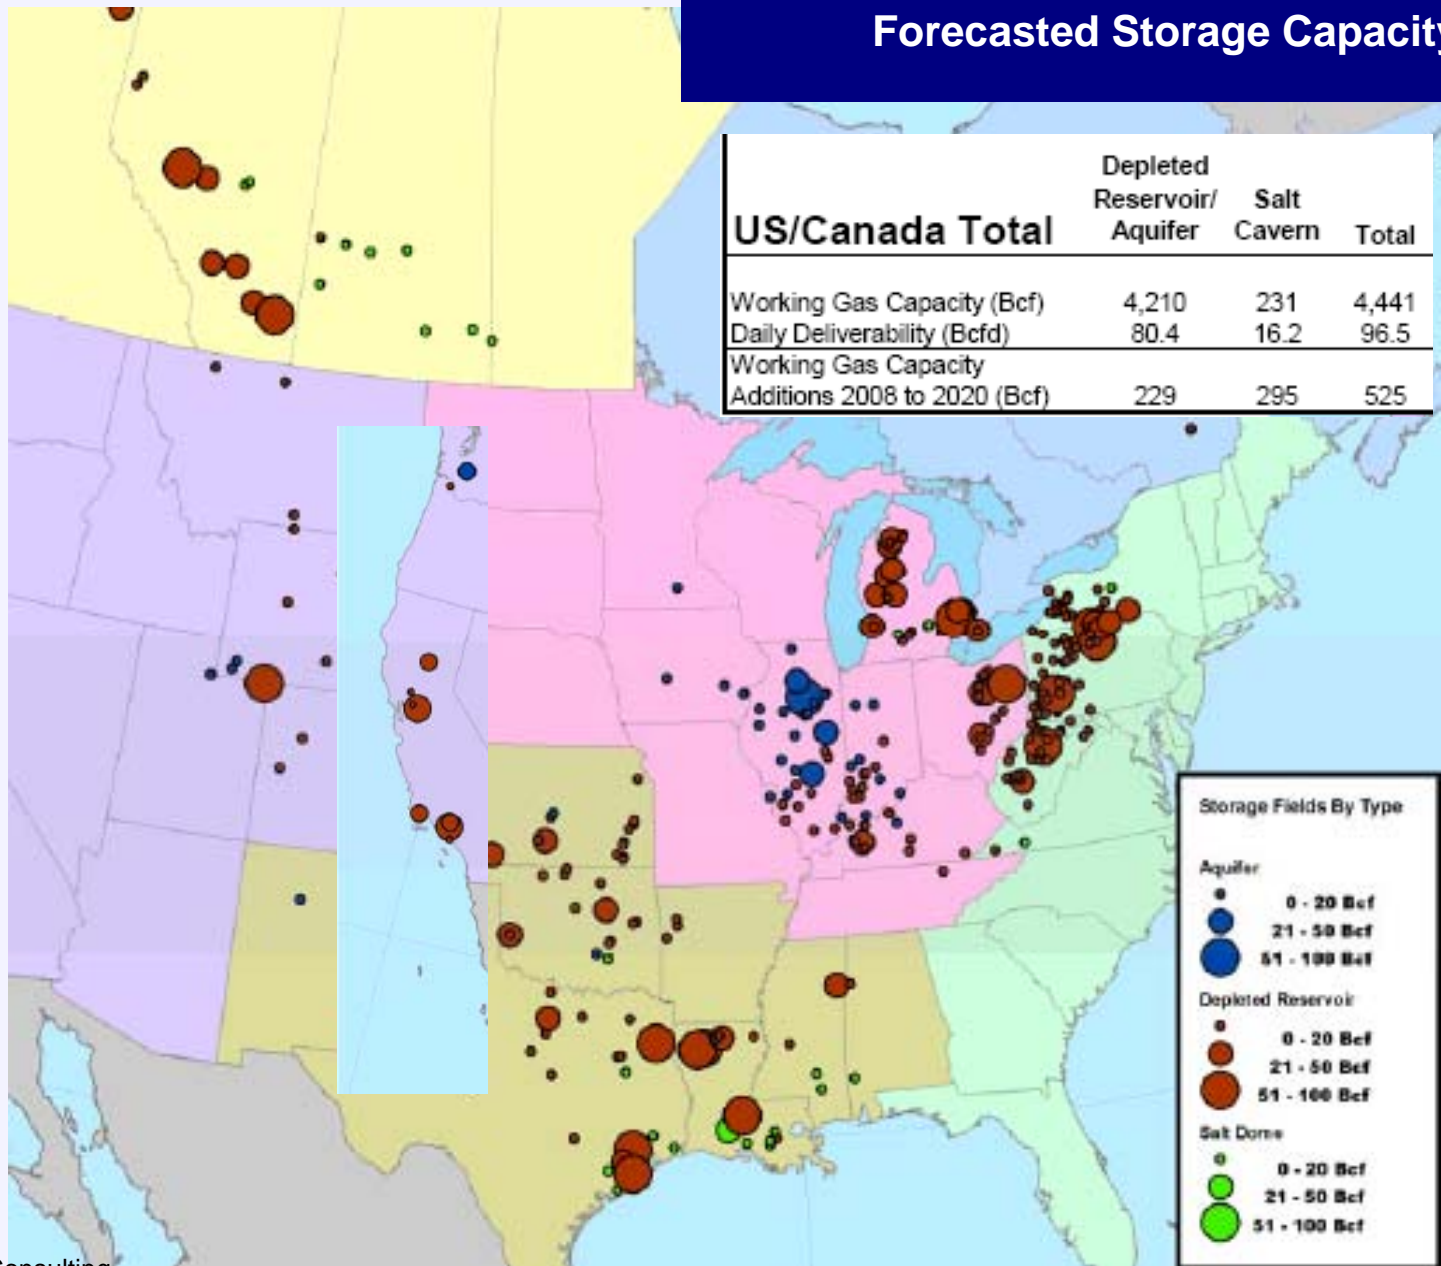 Forecasted Storage Capacity
US/Canada Total
Depleted Reservoir/ Aquifer
Salt Cavern
Total
Working Gas Capacity (Bcf) 4,210 231 4,441
Daily Deliverability (Bcfd) 80.4 16.2 96.5
Working Gas Capacity
Additions 2008 to 2020 (Bcf) 229 295 525
Storage Fields By Type
Aquifer
0 - 20 Bcf
21 - 50 Bcf
51 - 100 Bcf
Depleted Reservoir
0 - 20 Bcf
21 - 50 Bcf
51 - 100 Bcf
Salt Dome
0 - 20 Bcf
21 - 50 Bcf
51 - 100 Bcf
Consulting